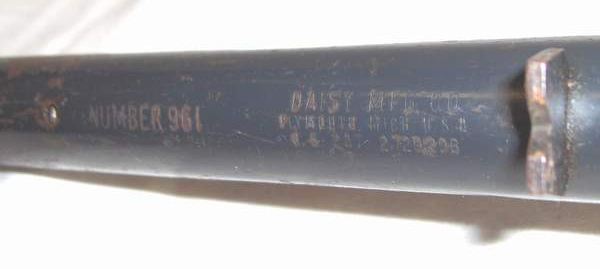 NUMBER 961
DAISY MFG. CO.
PLYMOUTH, MICH. U.S.A.